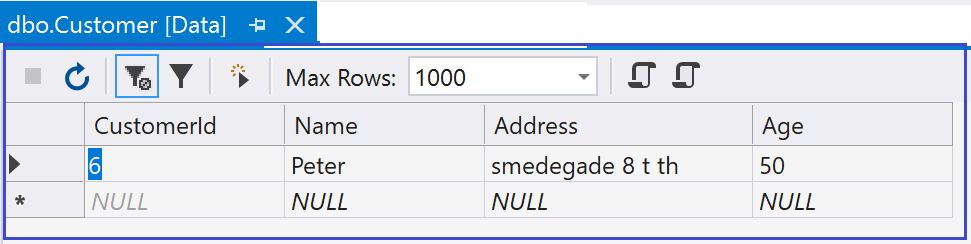 dbo.Customer [Data]
Max Rows: 1000
CustomerId Name Address Age
6 Peter smedegade 8 t th 50
* NULL NULL NULL NULL